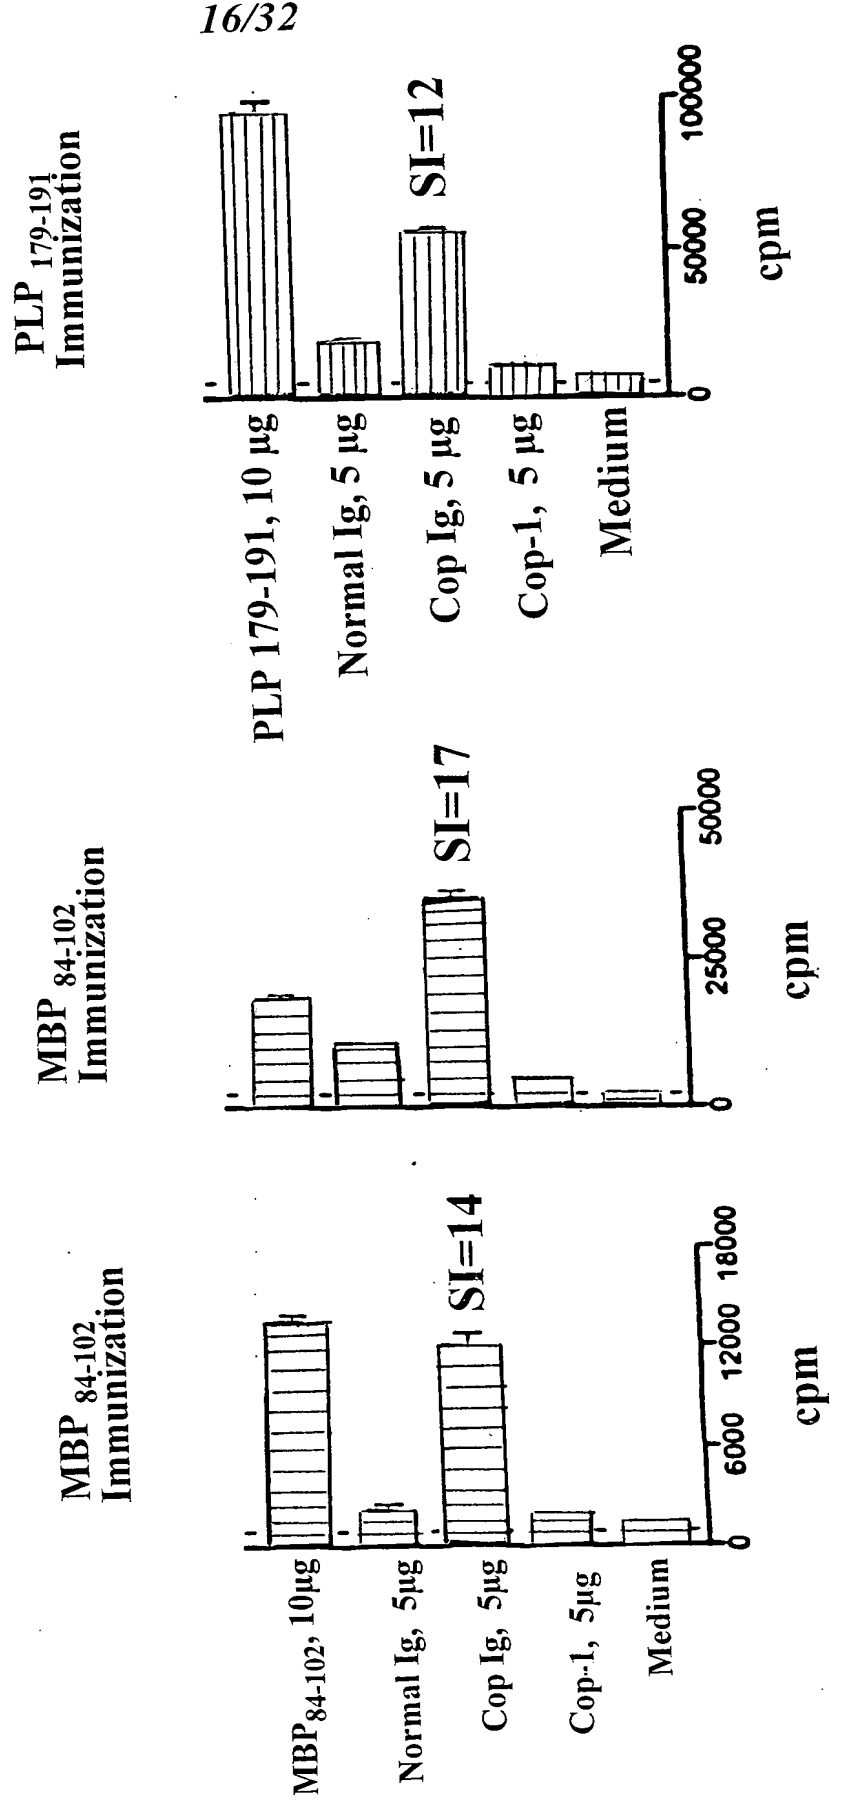 16/32
MBP 84-102
Immunization
MBP84-102, 10µg
Normal Ig, 5µg
Cop Ig, 5µg
SI=14
Cop-1, 5µg
Medium
0 6000 12000 18000
cpm
MBP 84-102
Immunization
SI=17
0 25000 50000
cpm
PLP 179-191
Immunization
PLP 179-191, 10 µg
Normal Ig, 5 µg
Cop Ig, 5 µg
SI=12
Cop-1, 5 µg
Medium
0 50000 100000
cpm